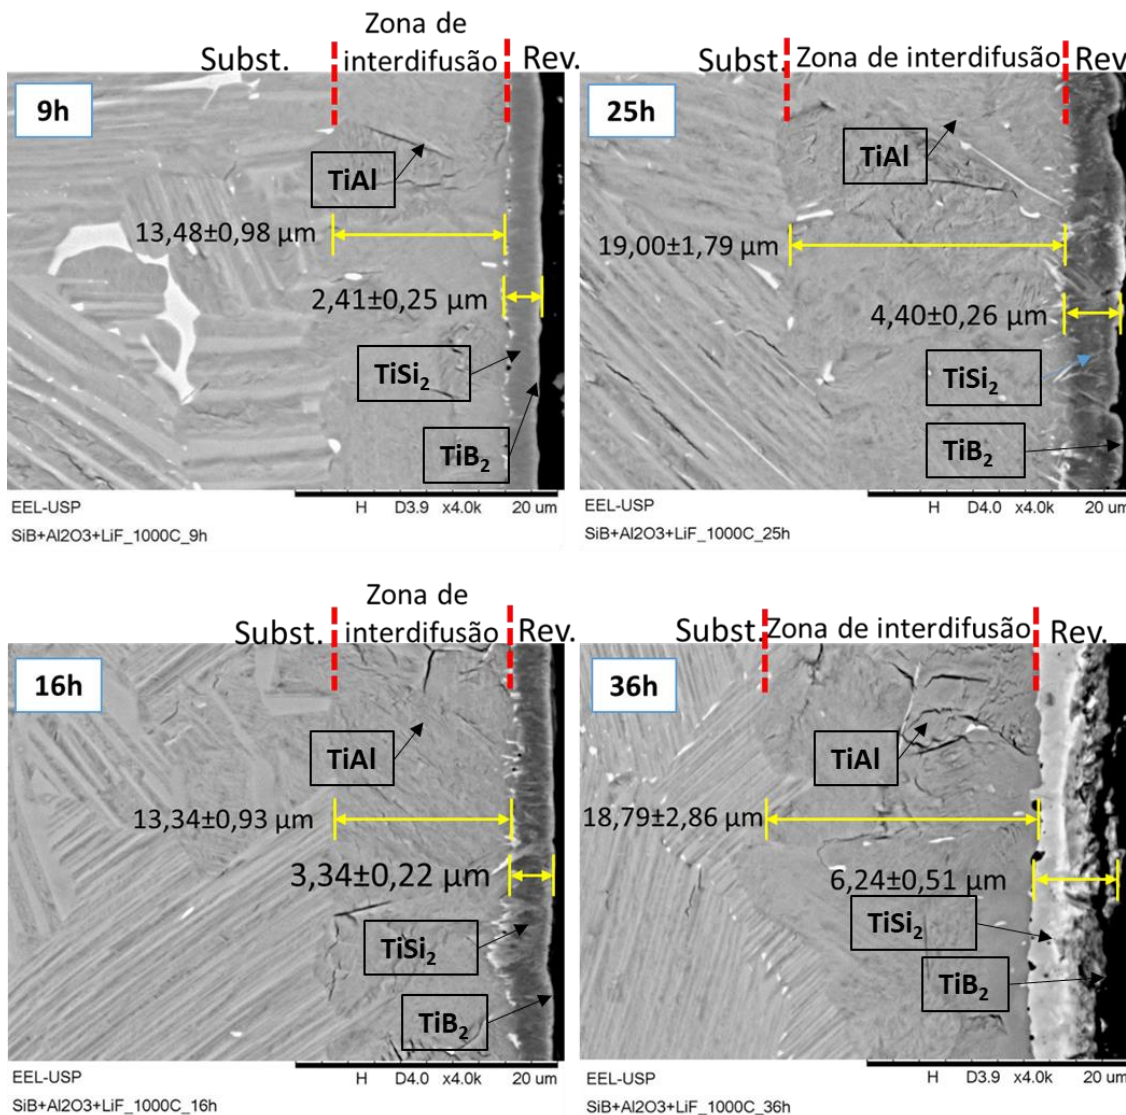 Zona de
Subst. interdifusão Rev.
9h
TiAl
13,48±0,98 µm
2,41±0,25 µm
TiSi₂
TiB₂
EEL-USP H D3.9 x4.0k 20 um
SiB+Al2O3+LiF_1000C_9h
Subst. Zona de interdifusão Rev
25h
TiAl
19,00±1,79 µm
4,40±0,26 µm
TiSi₂
TiB₂
EEL-USP H D4.0 x4.0k 20 um
SiB+Al2O3+LiF_1000C_25h
Zona de
Subst. interdifusão Rev.
16h
TiAl
13,34±0,93 µm
3,34±0,22 µm
TiSi₂
TiB₂
EEL-USP H D4.0 x4.0k 20 um
SiB+Al2O3+LiF_1000C_16h
Subst. Zona de interdifusão Rev.
36h
TiAl
18,79±2,86 µm
6,24±0,51 µm
TiSi₂
TiB₂
EEL-USP H D3.9 x4.0k 20 um
SiB+Al2O3+LiF_1000C_36h